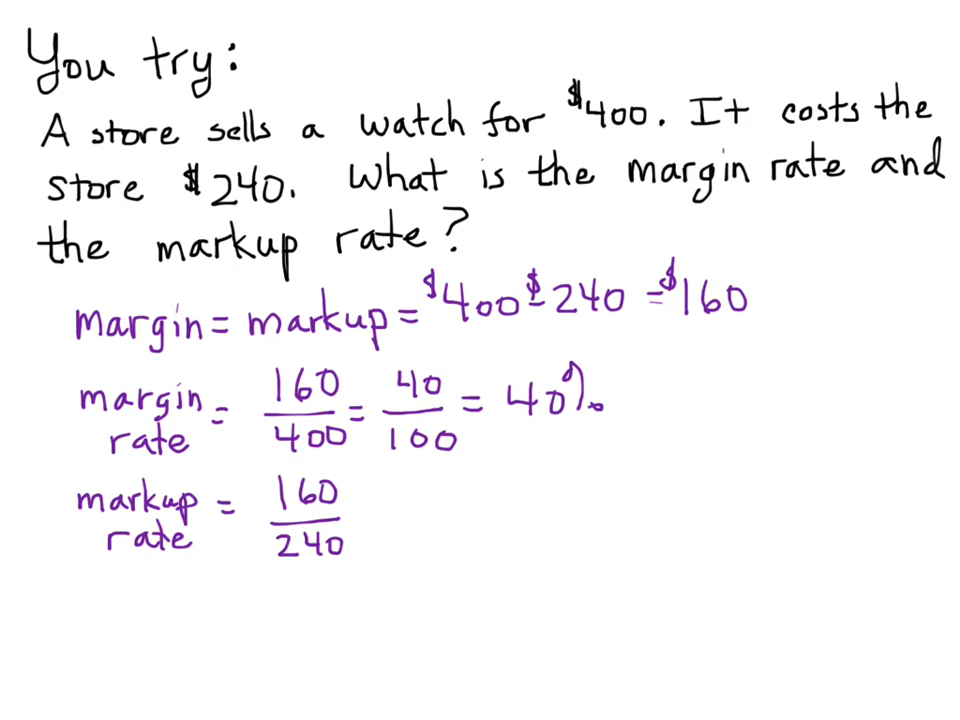 You try:
A store sells a watch for $400. It costs the
store $240. What is the margin rate and
the markup rate?
margin = markup = $400 - $240 = $160
margin rate = 160/400 = 40/100 = 40%
markup rate = 160/240